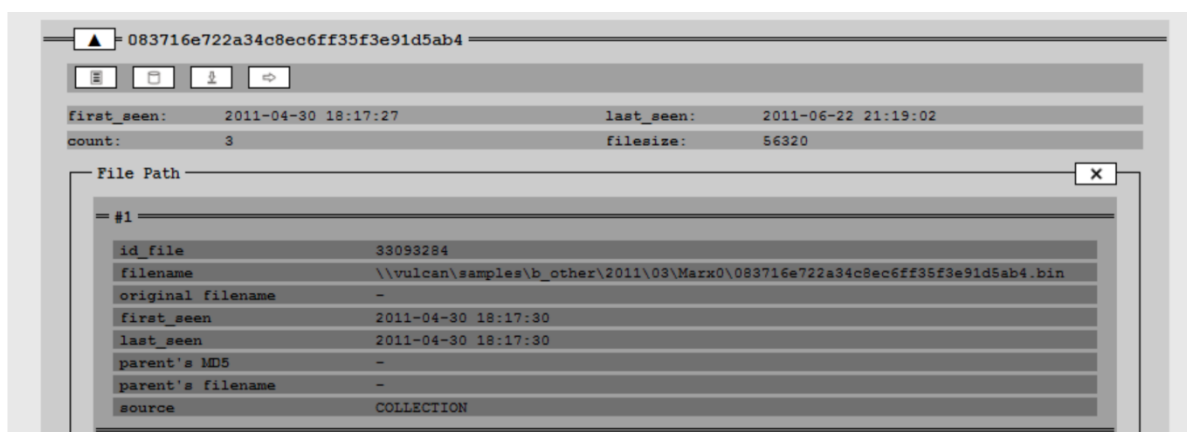 083716e722a34c8ec6ff35f3e91d5ab4
first_seen: 2011-04-30 18:17:27 last_seen: 2011-06-22 21:19:02
count: 3 filesize: 56320
File Path
#1
id_file 33093284
filename \\vulcan\samples\b_other\2011\03\Marx0\083716e722a34c8ec6ff35f3e91d5ab4.bin
original filename -
first_seen 2011-04-30 18:17:30
last_seen 2011-04-30 18:17:30
parent's MD5 -
parent's filename -
source COLLECTION